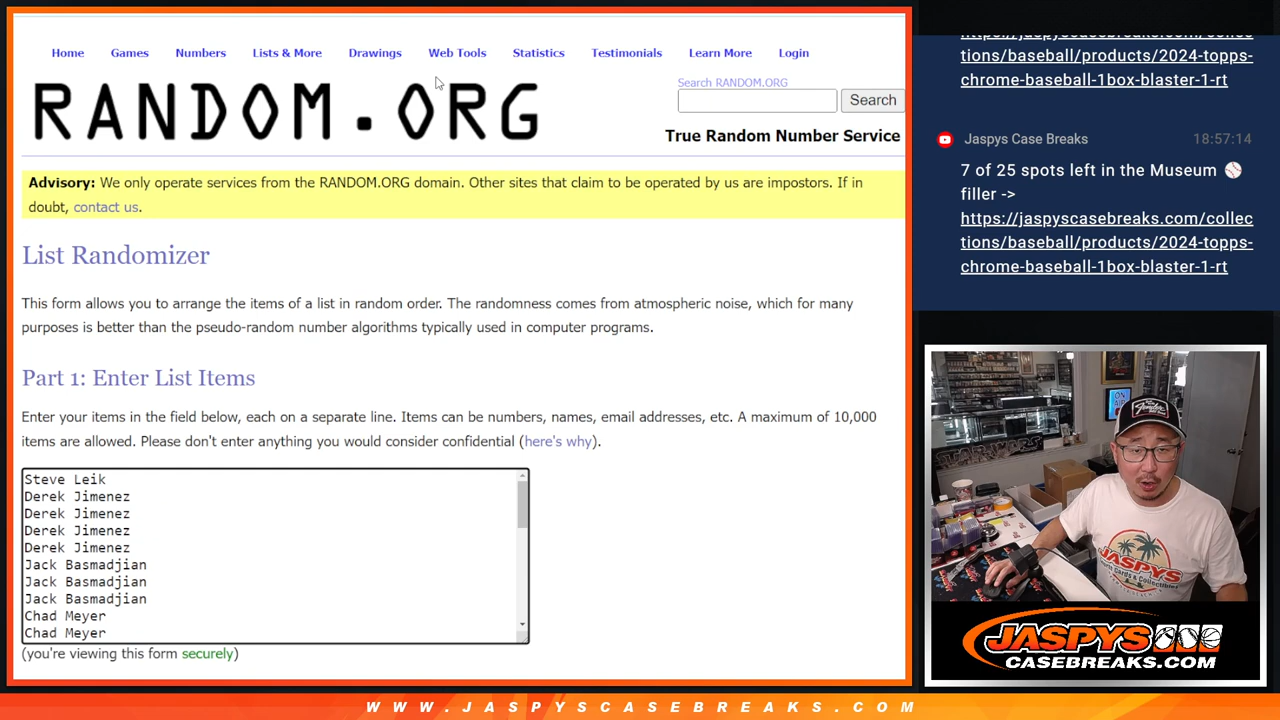 Home Games Numbers Lists & More Drawings Web Tools Statistics Testimonials Learn More Login
RANDOM.ORG
Search RANDOM.ORG
Search
True Random Number Service
Advisory: We only operate services from the RANDOM.ORG domain. Other sites that claim to be operated by us are impostors. If in
doubt, contact us.
List Randomizer
This form allows you to arrange the items of a list in random order. The randomness comes from atmospheric noise, which for many
purposes is better than the pseudo-random number algorithms typically used in computer programs.
Part 1: Enter List Items
Enter your items in the field below, each on a separate line. Items can be numbers, names, email addresses, etc. A maximum of 10,000
items are allowed. Please don't enter anything you would consider confidential (here's why).
Steve Leik
Derek Jimenez
Derek Jimenez
Derek Jimenez
Derek Jimenez
Jack Basmadjian
Jack Basmadjian
Jack Basmadjian
Chad Meyer
Chad Meyer
(you're viewing this form securely)
https://jaspyscasebreaks.com/collec
tions/baseball/products/2024-topps-
chrome-baseball-1box-blaster-1-rt
Jaspys Case Breaks 18:57:14
7 of 25 spots left in the Museum ⚾
filler ->
https://jaspyscasebreaks.com/collec
tions/baseball/products/2024-topps-
chrome-baseball-1box-blaster-1-rt
ON AIR
Fender
JASPYS
JASPYS
CASEBREAKS.COM
WWW.JASPYSCASEBREAKS.COM